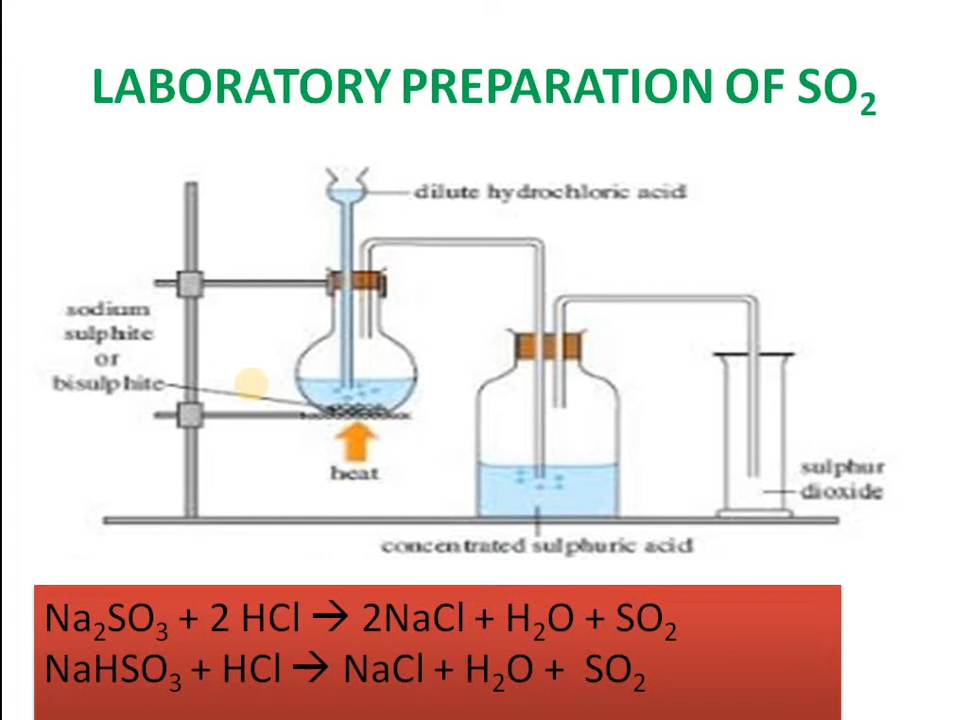 LABORATORY PREPARATION OF SO₂
dilute hydrochloric acid
sodium
sulphite
or
bisulphite
heat
sulphur
dioxide
concentrated sulphuric acid
Na₂SO₃ + 2 HCl → 2NaCl + H₂O + SO₂
NaHSO₃ + HCl → NaCl + H₂O + SO₂